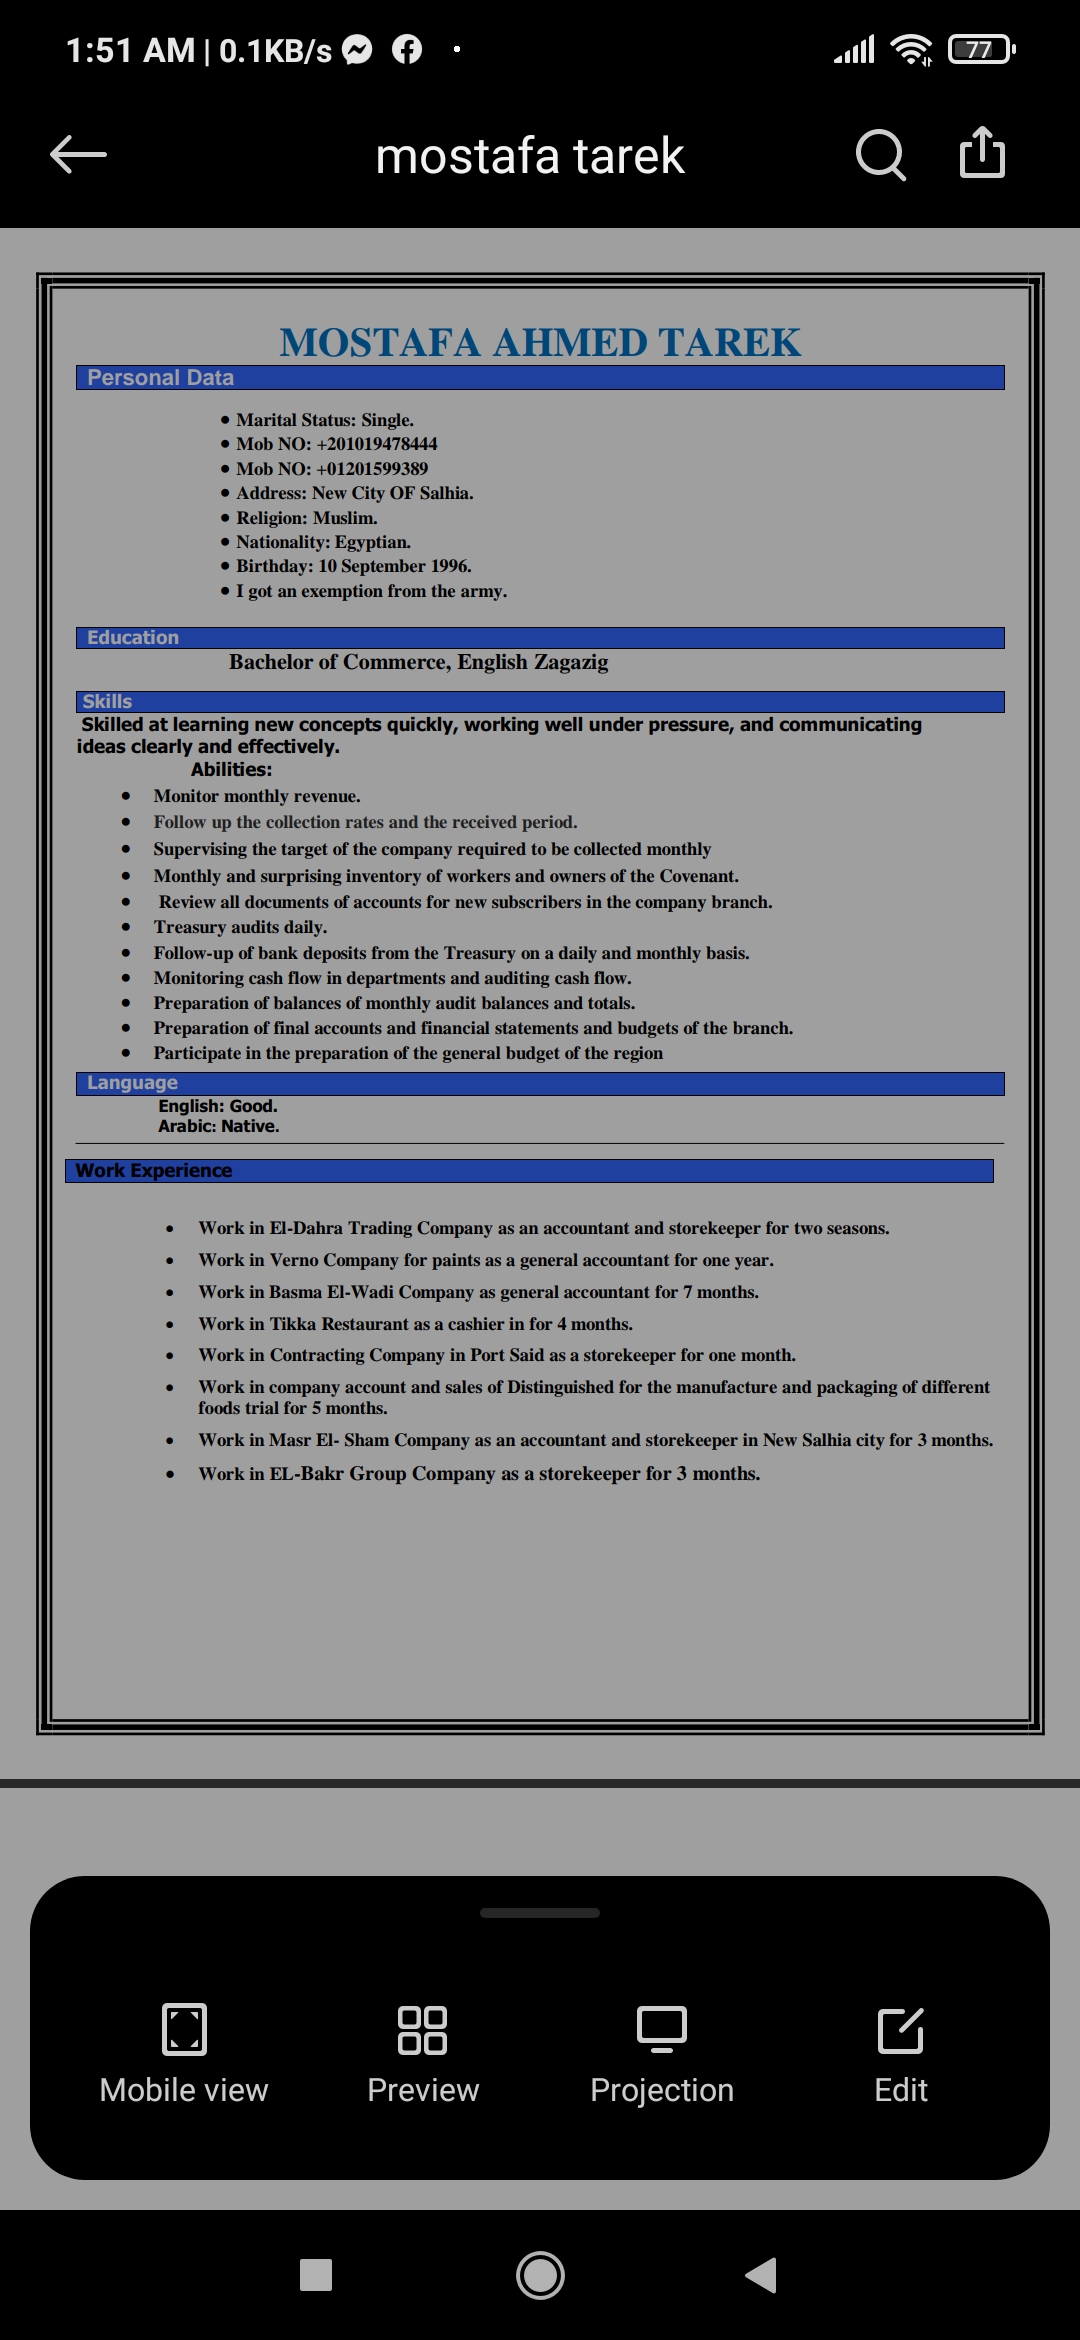 1:51 AM | 0.1KB/s
77
mostafa tarek
MOSTAFA AHMED TAREK
Personal Data
• Marital Status: Single.
• Mob NO: +201019478444
• Mob NO: +01201599389
• Address: New City OF Salhia.
• Religion: Muslim.
• Nationality: Egyptian.
• Birthday: 10 September 1996.
• I got an exemption from the army.
Education
Bachelor of Commerce, English Zagazig
Skills
Skilled at learning new concepts quickly, working well under pressure, and communicating
ideas clearly and effectively.
Abilities:
• Monitor monthly revenue.
• Follow up the collection rates and the received period.
• Supervising the target of the company required to be collected monthly
• Monthly and surprising inventory of workers and owners of the Covenant.
• Review all documents of accounts for new subscribers in the company branch.
• Treasury audits daily.
• Follow-up of bank deposits from the Treasury on a daily and monthly basis.
• Monitoring cash flow in departments and auditing cash flow.
• Preparation of balances of monthly audit balances and totals.
• Preparation of final accounts and financial statements and budgets of the branch.
• Participate in the preparation of the general budget of the region
Language
English: Good.
Arabic: Native.
Work Experience
• Work in El-Dahra Trading Company as an accountant and storekeeper for two seasons.
• Work in Verno Company for paints as a general accountant for one year.
• Work in Basma El-Wadi Company as general accountant for 7 months.
• Work in Tikka Restaurant as a cashier in for 4 months.
• Work in Contracting Company in Port Said as a storekeeper for one month.
• Work in company account and sales of Distinguished for the manufacture and packaging of different
foods trial for 5 months.
• Work in Masr El- Sham Company as an accountant and storekeeper in New Salhia city for 3 months.
• Work in EL-Bakr Group Company as a storekeeper for 3 months.
Mobile view
Preview
Projection
Edit